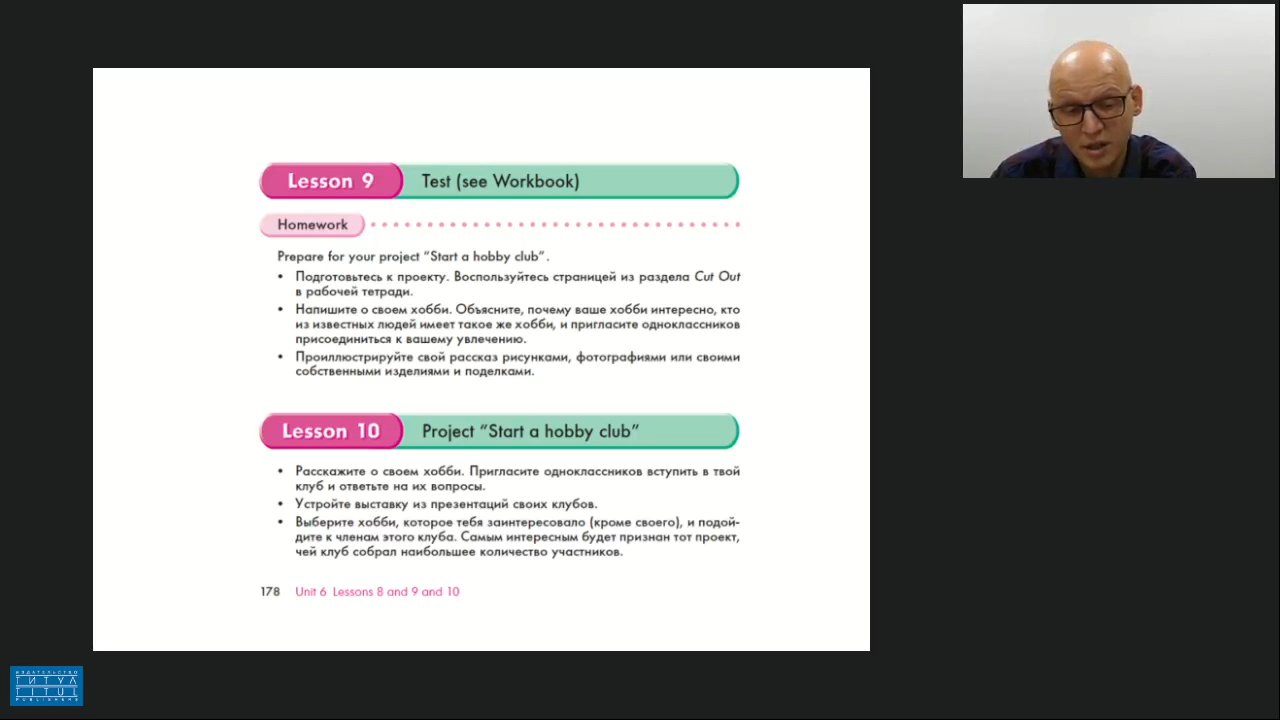 Lesson 9 Test (see Workbook)
Homework
Prepare for your project “Start a hobby club”.
• Подготовьтесь к проекту. Воспользуйтесь страницей из раздела Cut Out
в рабочей тетради.
• Напишите о своем хобби. Объясните, почему ваше хобби интересно, кто
из известных людей имеет такое же хобби, и пригласите одноклассников
присоединиться к вашему увлечению.
• Проиллюстрируйте свой рассказ рисунками, фотографиями или своими
собственными изделиями и поделками.
Lesson 10 Project “Start a hobby club”
• Расскажите о своем хобби. Пригласите одноклассников вступить в твой
клуб и ответьте на их вопросы.
• Устройте выставку из презентаций своих клубов.
• Выберите хобби, которое тебя заинтересовало (кроме своего), и подой-
дите к членам этого клуба. Самым интересным будет признан тот проект,
чей клуб собрал наибольшее количество участников.
178 Unit 6 Lessons 8 and 9 and 10
ИЗДАТЕЛЬСТВО
ТИТУЛ
TITUL
PUBLISHERS